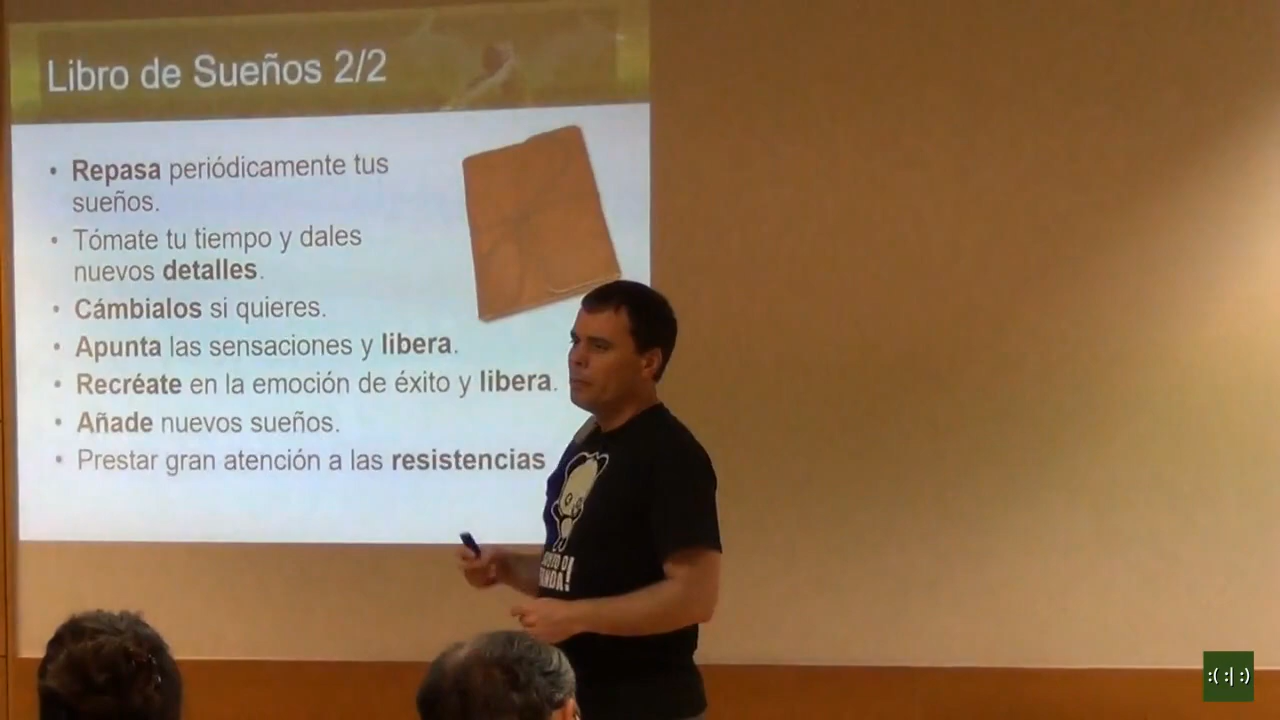 Libro de Sueños 2/2
• Repasa periódicamente tus
sueños.
• Tómate tu tiempo y dales
nuevos detalles.
• Cámbialos si quieres.
• Apunta las sensaciones y libera.
• Recréate en la emoción de éxito y libera.
• Añade nuevos sueños.
• Prestar gran atención a las resistencias
:( :| :)